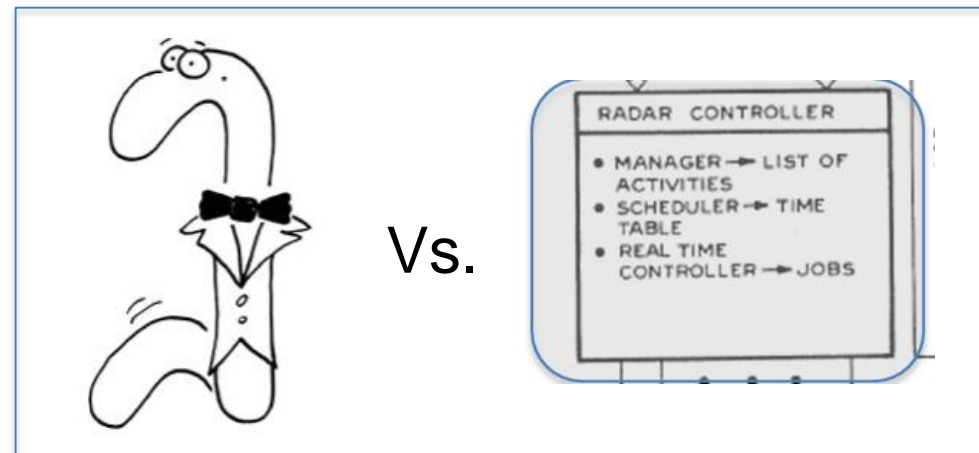 Vs.
RADAR CONTROLLER
• MANAGER → LIST OF
ACTIVITIES
• SCHEDULER → TIME
TABLE
• REAL TIME
CONTROLLER → JOBS